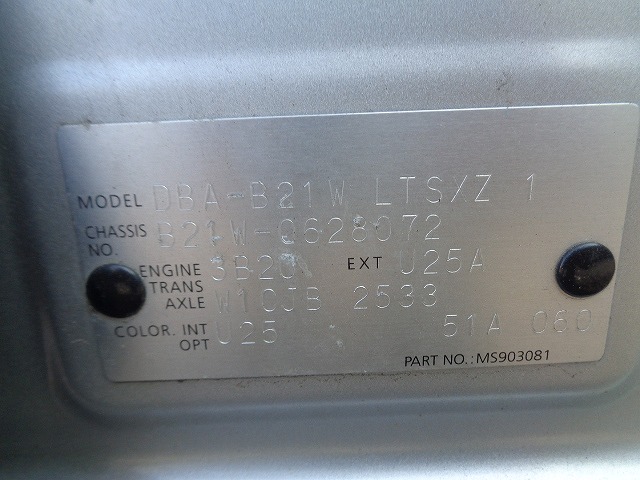 MODEL DBA-B21W LTSXZ 1
CHASSIS NO. B21W-0628072
ENGINE 3B20 EXT U25A
TRANS AXLE W1CJB 2533
COLOR. INT OPT U25 51A 060
PART NO.: MS903081